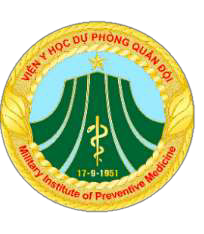 VIỆN Y HỌC DỰ PHÒNG QUÂN ĐỘI
17-9-1951
Military Institute of Preventive Medicine